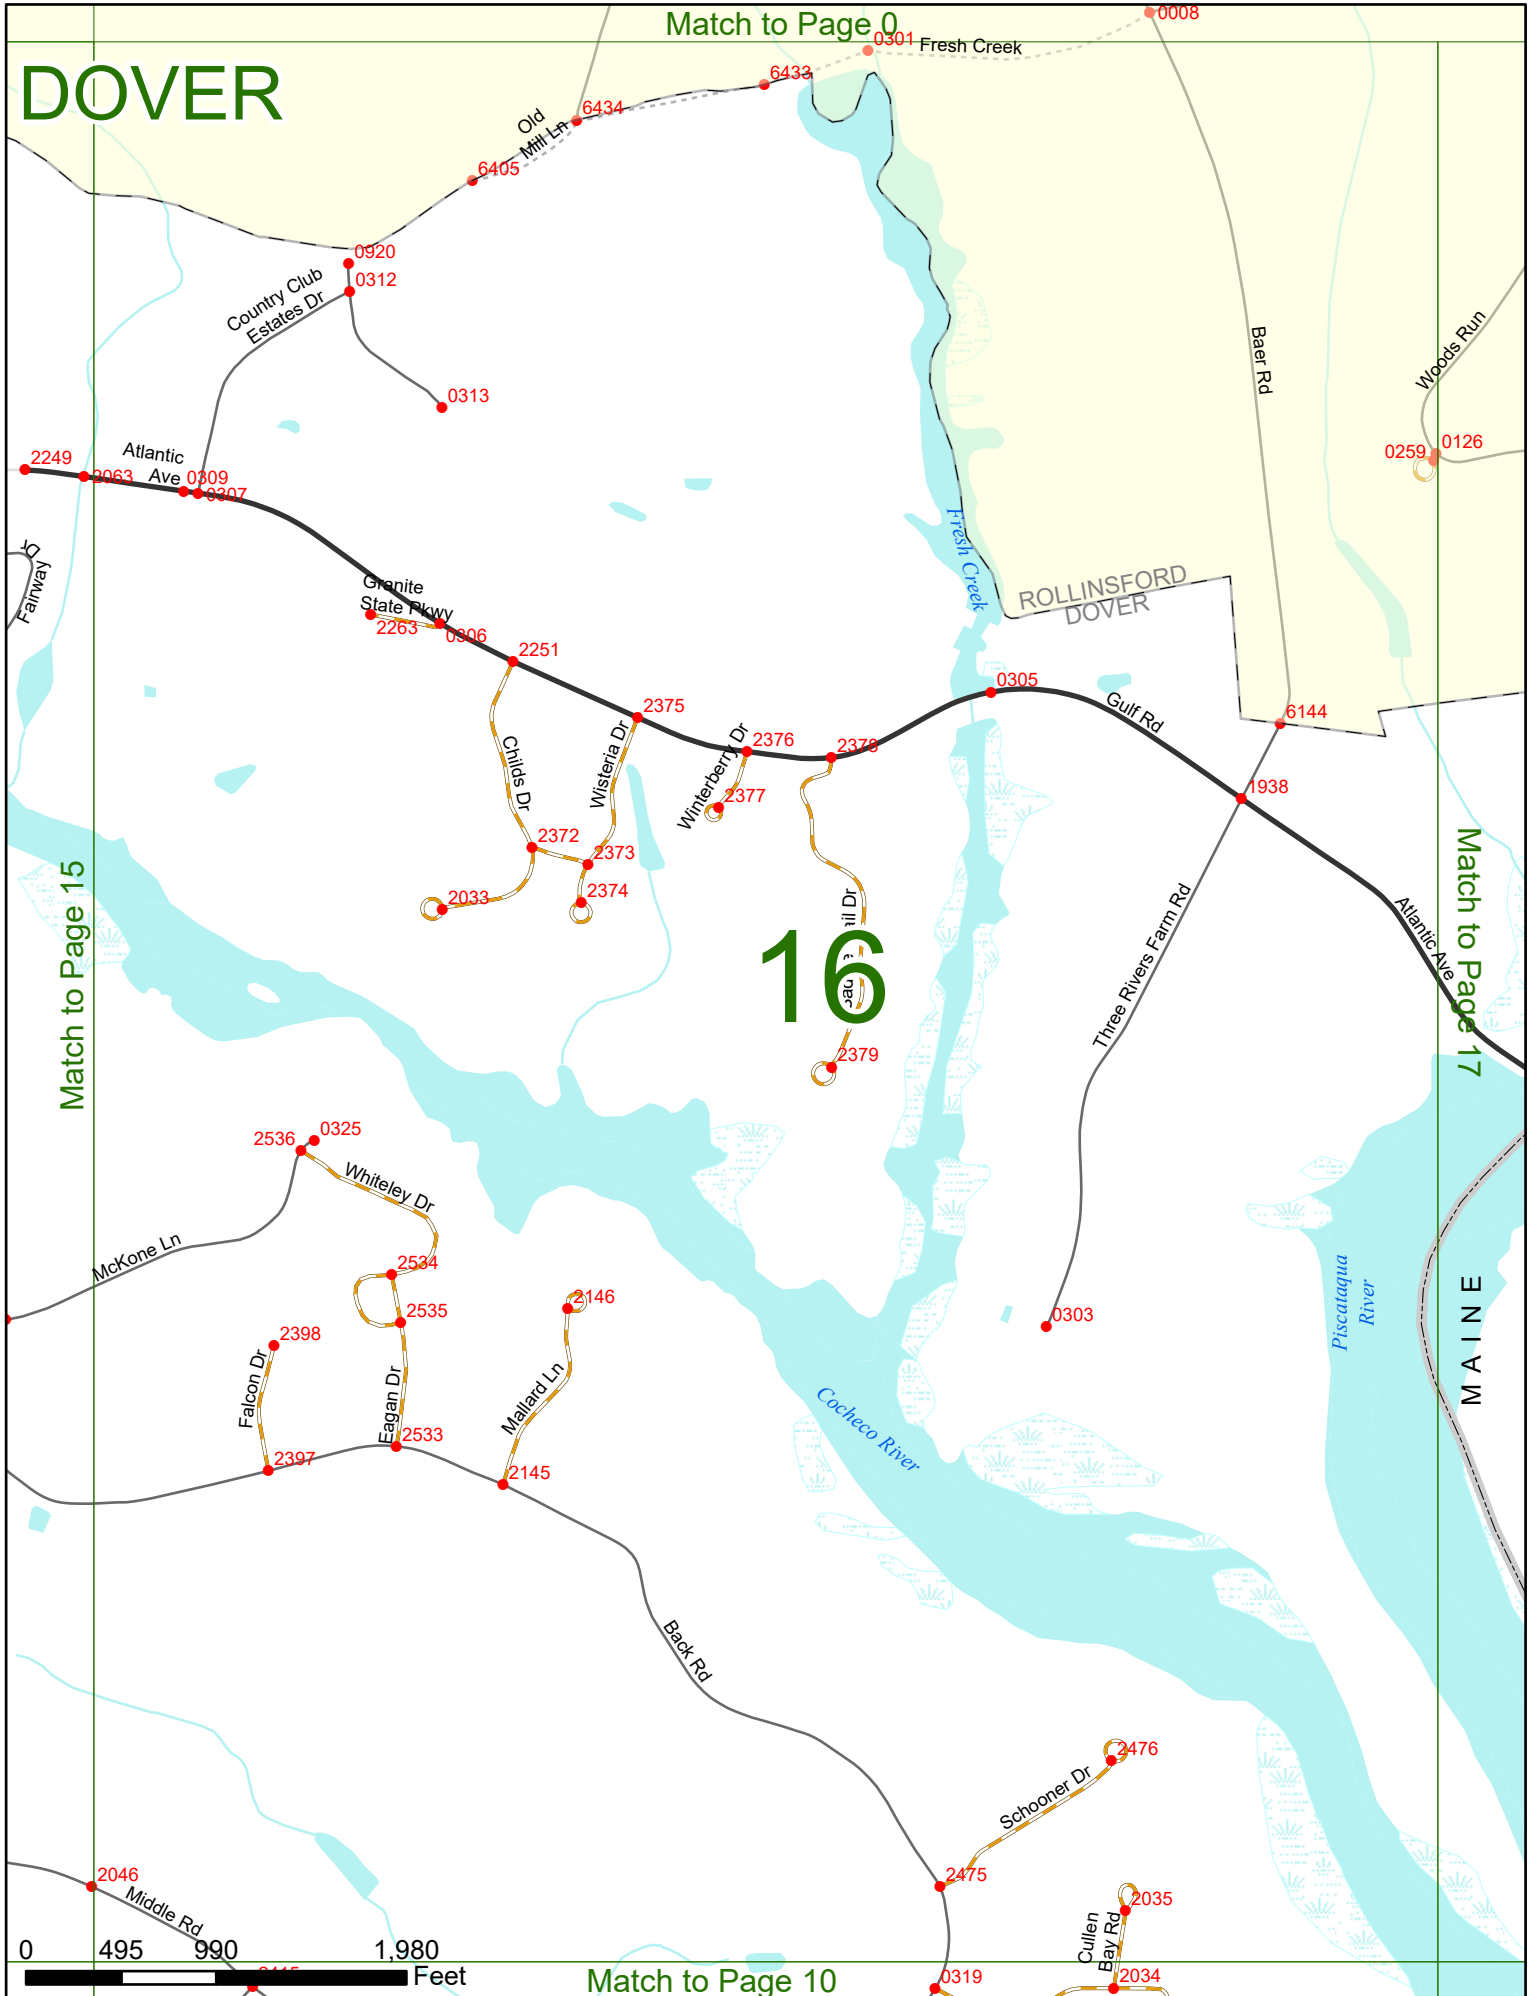 Match to Page 0
0008
0301
Fresh Creek
DOVER
6433
6434
Old
Mill Ln
6405
0920
0312
Country Club
Estates Dr
Baer Rd
Woods Run
0313
0126
0259
2249
2063
Atlantic
Ave
0309
0307
Fresh Creek
Fairway
Dr
Granite
State Pkwy
2263
0306
ROLLINSFORD
DOVER
2251
0305
2375
Gulf Rd
6144
2376
2378
Childs Dr
Wisteria Dr
Winterberry Dr
2377
1938
2372
2373
2374
2033
Match to Page 15
16
Three Rivers Farm Rd
Atlantic Ave
Match to Page 17
2379
0325
2536
Whiteley Dr
McKone Ln
2534
2535
2146
0303
Piscataqua
River
MAINE
2398
Falcon Dr
Eagan Dr
Mallard Ln
2533
2397
2145
Cocheco River
Back Rd
2476
Schooner Dr
2475
2046
Middle Rd
2035
Cullen
Bay Rd
0 495 990 1,980
Feet
Match to Page 10
0319
2034